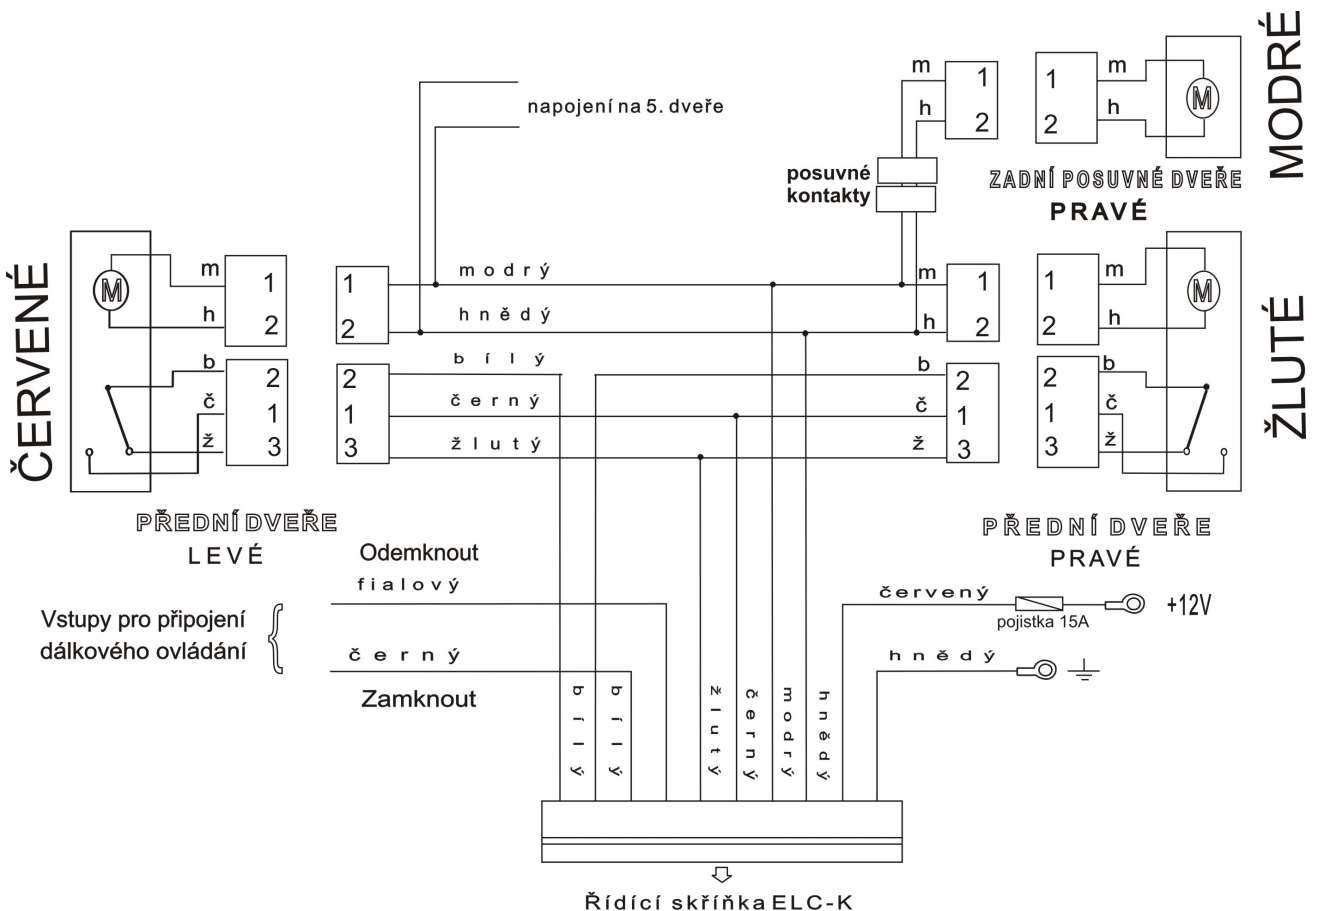 MODRÉ
m
1
h
2
1
2
m
h
M
napojení na 5. dveře
posuvné
kontakty
ZADNÍ POSUVNÉ DVEŘE
PRAVÉ
ČERVENÉ
M
m
h
1
2
1
2
modrý
hnědý
m
h
1
2
1
2
m
h
M
ŽLUTÉ
b
č
ž
2
1
3
2
1
3
bílý
černý
žlutý
b
č
ž
2
1
3
2
1
3
b
č
ž
PŘEDNÍ DVEŘE
LEVÉ
PŘEDNÍ DVEŘE
PRAVÉ
Odemknout
fialový
Vstupy pro připojení
dálkového ovládání
černý
Zamknout
červený
pojistka 15A
+12V
hnědý
bílý
bílý
žlutý
černý
modrý
hnědý
Řídící skříňka ELC-K